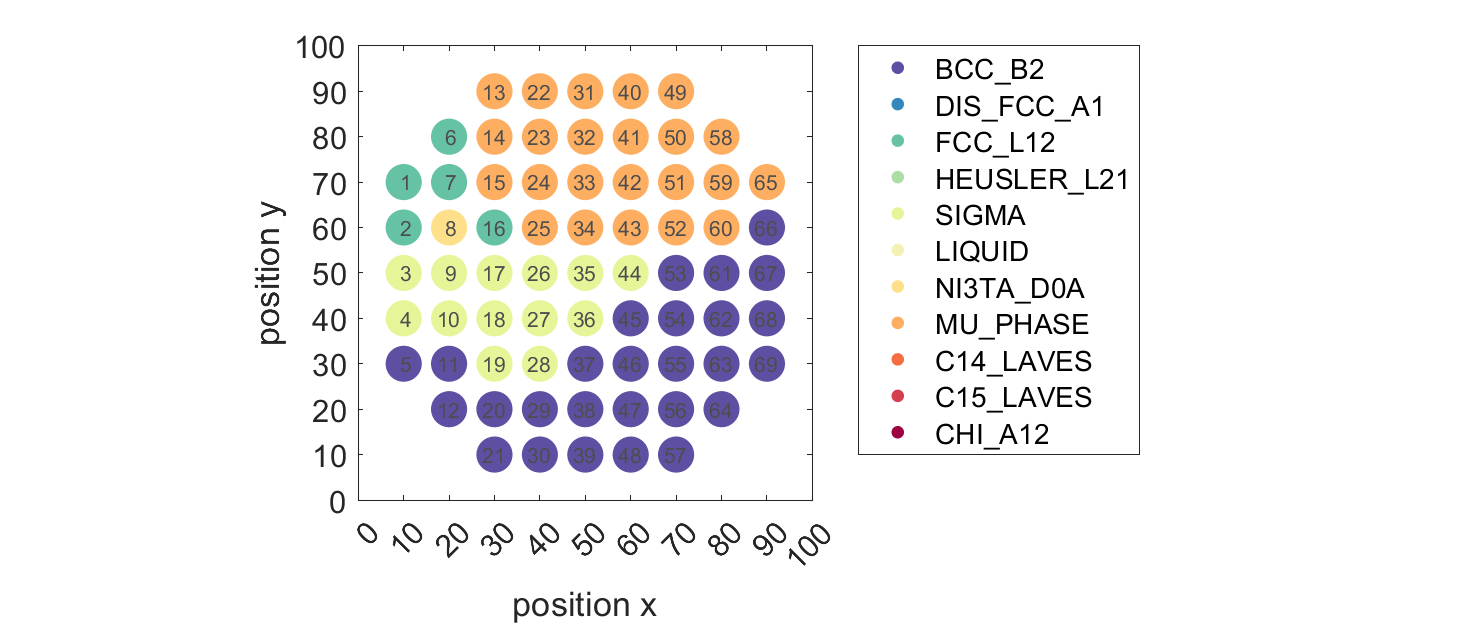 100
90
80
70
60
50
40
30
20
10
0
13 22 31 40 49
6 14 23 32 41 50 58
1 7 15 24 33 42 51 59 65
2 8 16 25 34 43 52 60 66
3 9 17 26 35 44 53 61 67
4 10 18 27 36 45 54 62 68
5 11 19 28 37 46 55 63 69
12 20 29 38 47 56 64
21 30 39 48 57
0 10 20 30 40 50 60 70 80 90 100
position x
position y
BCC_B2
DIS_FCC_A1
FCC_L12
HEUSLER_L21
SIGMA
LIQUID
NI3TA_D0A
MU_PHASE
C14_LAVES
C15_LAVES
CHI_A12